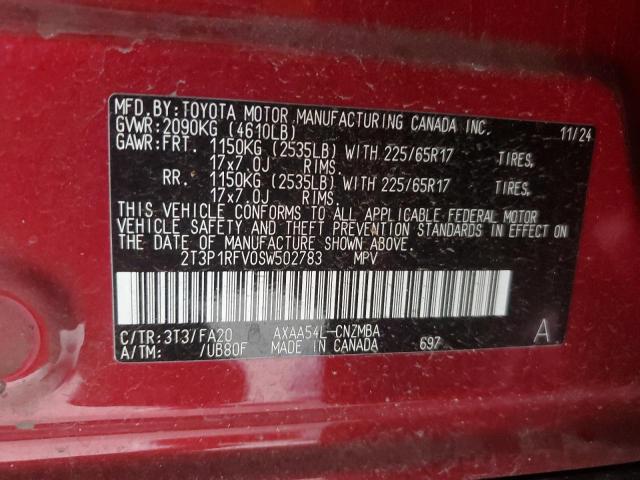 MFD.BY:TOYOTA MOTOR MANUFACTURING CANADA INC. 11/24
GVWR:2090KG (4610LB)
GAWR:FRT. 1150KG (2535LB) WITH 225/65R17 TIRES,
17x7.0J RIMS.
RR. 1150KG (2535LB) WITH 225/65R17 TIRES,
17x7.0J RIMS.
THIS VEHICLE CONFORMS TO ALL APPLICABLE FEDERAL MOTOR
VEHICLE SAFETY AND THEFT PREVENTION STANDARDS IN EFFECT ON
THE DATE OF MANUFACTURE SHOWN ABOVE.
2T3P1RFV0SW502783 MPV
C/TR:3T3/FA20 AXAA54L-CNZMBA A
A/TM: /UB80F MADE IN CANADA 697